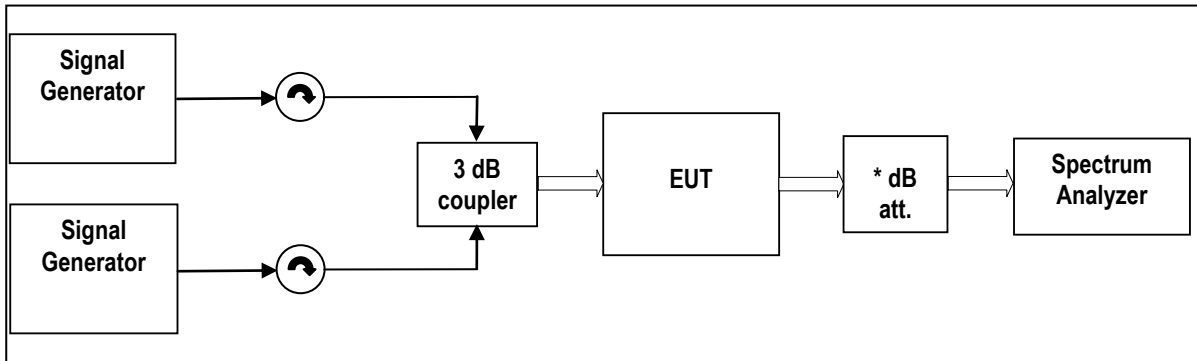 Signal
Generator
3 dB
coupler
EUT
* dB
att.
Spectrum
Analyzer
Signal
Generator